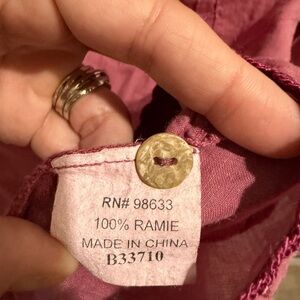 RN# 98633
100% RAMIE
MADE IN CHINA
B33710